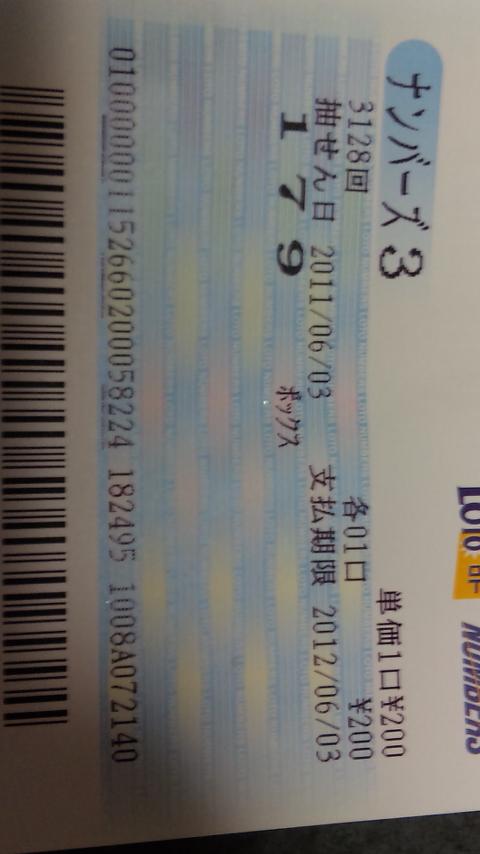 LOTO
NUMBERS
ナンバーズ3
単価1口¥200
3128回 各01口 ¥200
抽せん日 2011/06/03 支払期限 2012/06/03
1 7 9 ボックス
010000001152660200058224 182495 1008A072140